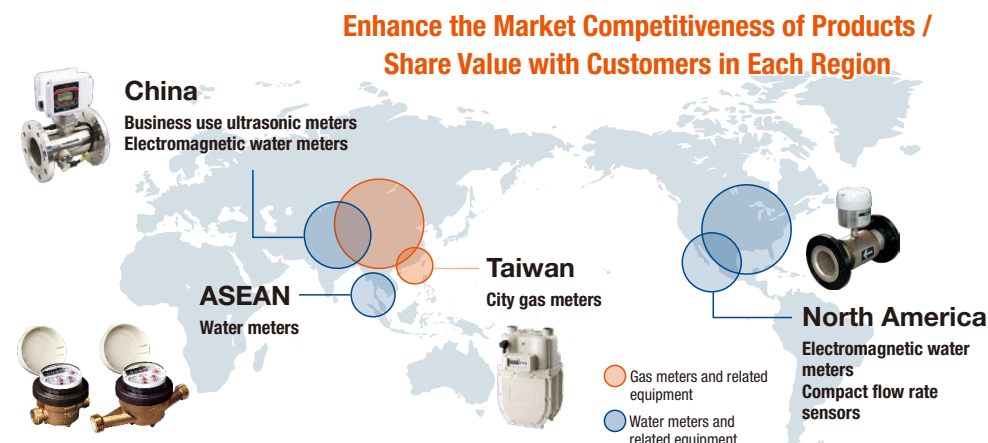 Enhance the Market Competitiveness of Products /
Share Value with Customers in Each Region
China
Business use ultrasonic meters
Electromagnetic water meters
ASEAN
Water meters
Taiwan
City gas meters
North America
Electromagnetic water
meters
Compact flow rate
sensors
Gas meters and related
equipment
Water meters and
related equipment